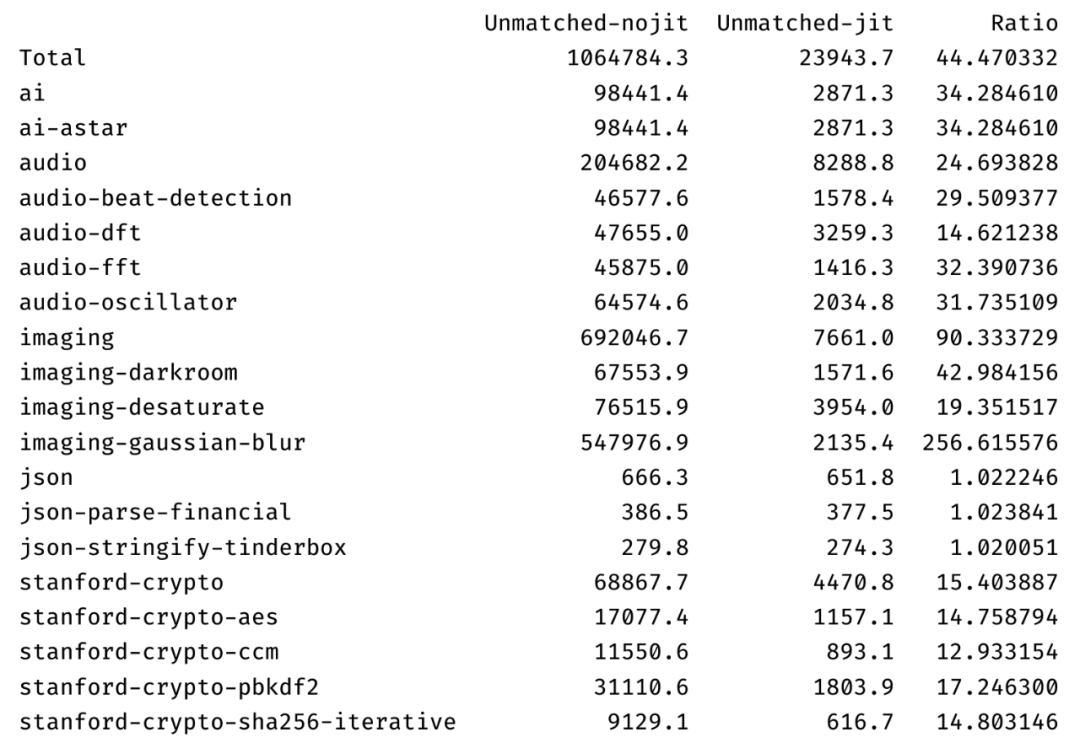 Unmatched-nojit Unmatched-jit Ratio
Total 1064784.3 23943.7 44.470332
ai 98441.4 2871.3 34.284610
ai-astar 98441.4 2871.3 34.284610
audio 204682.2 8288.8 24.693828
audio-beat-detection 46577.6 1578.4 29.509377
audio-dft 47655.0 3259.3 14.621238
audio-fft 45875.0 1416.3 32.390736
audio-oscillator 64574.6 2034.8 31.735109
imaging 692046.7 7661.0 90.333729
imaging-darkroom 67553.9 1571.6 42.984156
imaging-desaturate 76515.9 3954.0 19.351517
imaging-gaussian-blur 547976.9 2135.4 256.615576
json 666.3 651.8 1.022246
json-parse-financial 386.5 377.5 1.023841
json-stringify-tinderbox 279.8 274.3 1.020051
stanford-crypto 68867.7 4470.8 15.403887
stanford-crypto-aes 17077.4 1157.1 14.758794
stanford-crypto-ccm 11550.6 893.1 12.933154
stanford-crypto-pbkdf2 31110.6 1803.9 17.246300
stanford-crypto-sha256-iterative 9129.1 616.7 14.803146